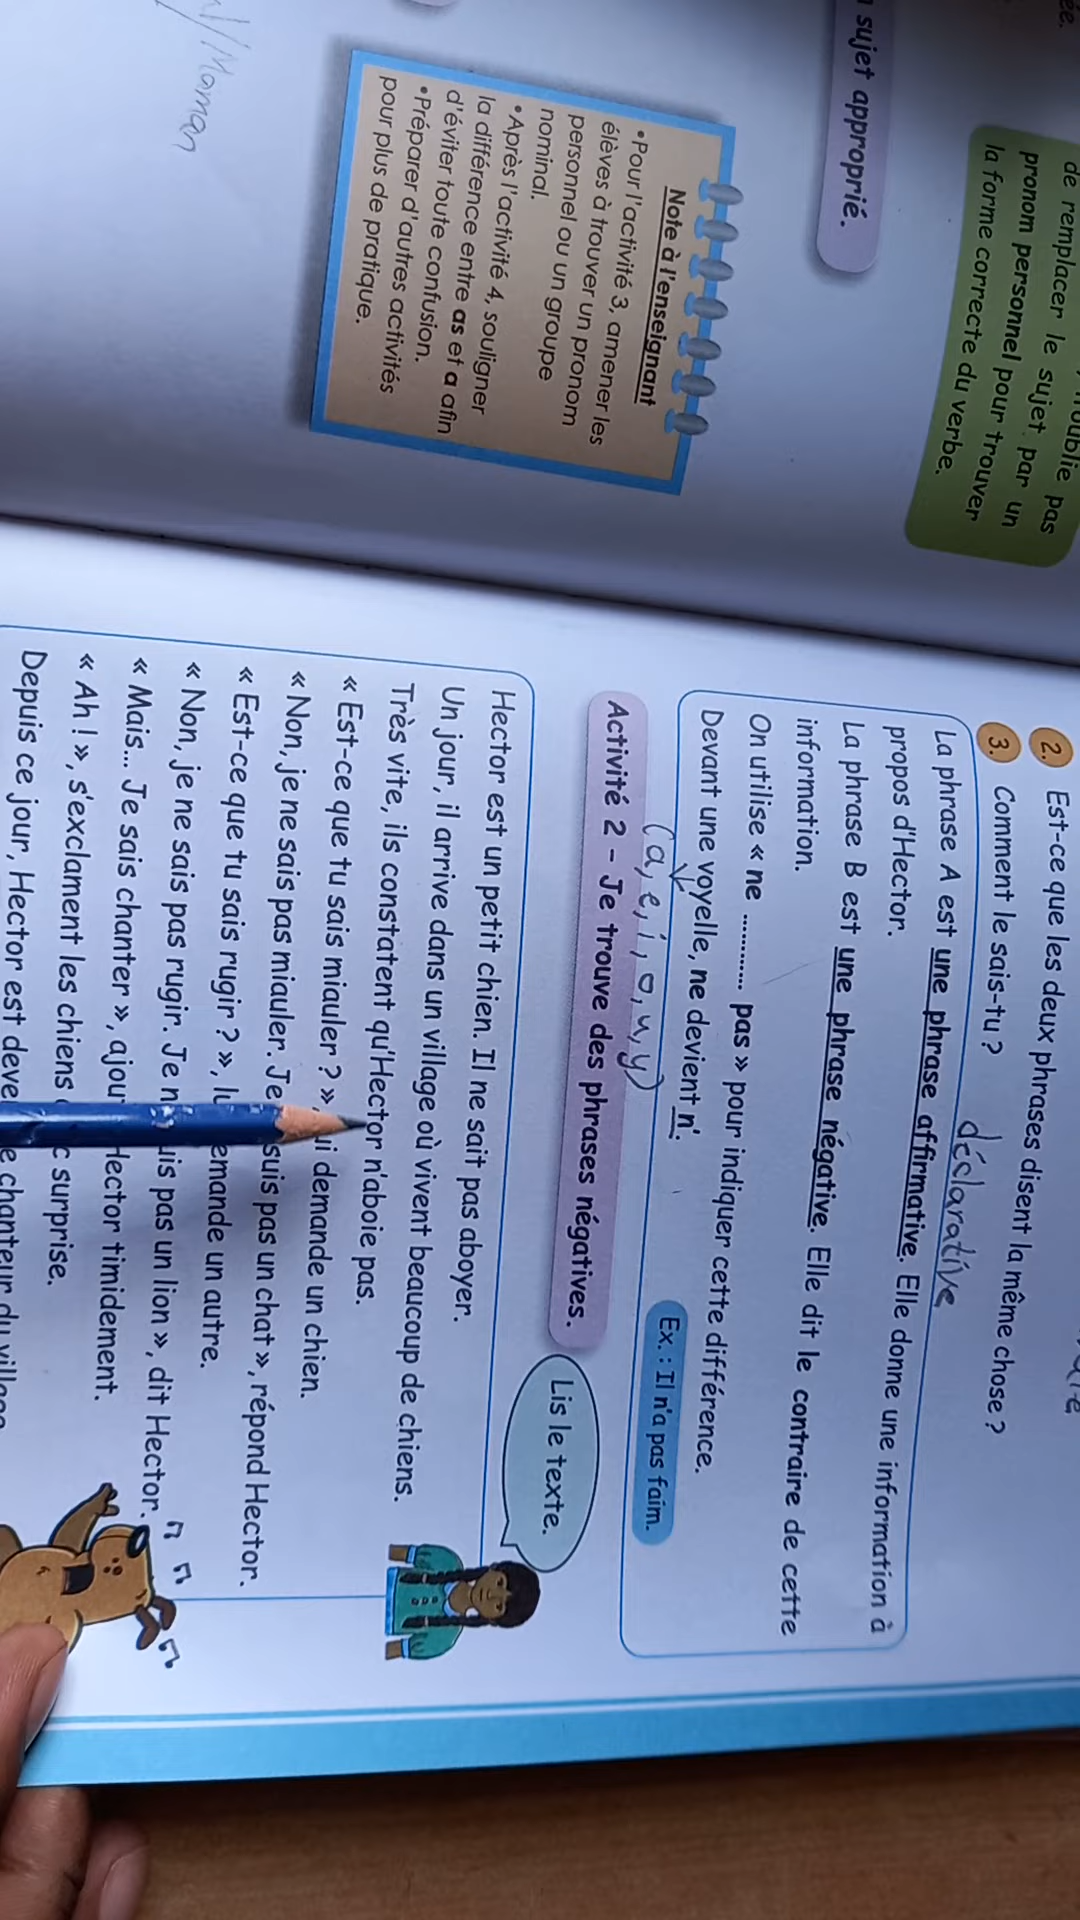 de remplacer le sujet par un
pronom personnel pour trouver
la forme correcte du verbe.
sujet approprié.
Note à l'enseignant
•Pour l'activité 3, amener les
élèves à trouver un pronom
personnel ou un groupe
nominal.
•Après l'activité 4, souligner
la différence entre as et a afin
d'éviter toute confusion.
•Préparer d'autres activités
pour plus de pratique.
Maman
2. Est-ce que les deux phrases disent la même chose ?
3. Comment le sais-tu ?
déclarative
La phrase A est une phrase affirmative. Elle donne une information à
propos d'Hector.
La phrase B est une phrase négative. Elle dit le contraire de cette
information.
On utilise « ne ............ pas » pour indiquer cette différence.
Devant une voyelle, ne devient n'.
Ex. : Il n'a pas faim.
(a, e, i, o, u, y)
Activité 2 - Je trouve des phrases négatives.
Lis le texte.
Hector est un petit chien. Il ne sait pas aboyer.
Un jour, il arrive dans un village où vivent beaucoup de chiens.
Très vite, ils constatent qu'Hector n'aboie pas.
« Est-ce que tu sais miauler ? », demande un chien.
« Non, je ne sais pas miauler. Je suis pas un chat », répond Hector.
« Est-ce que tu sais rugir ? », un autre.
« Non, je ne sais pas rugir. Je pas un lion », dit Hector.
« Mais... Je sais chanter », Hector timidement.
« Ah ! », s'exclament les chiens surprise.
Depuis ce jour, Hector est chanteur du